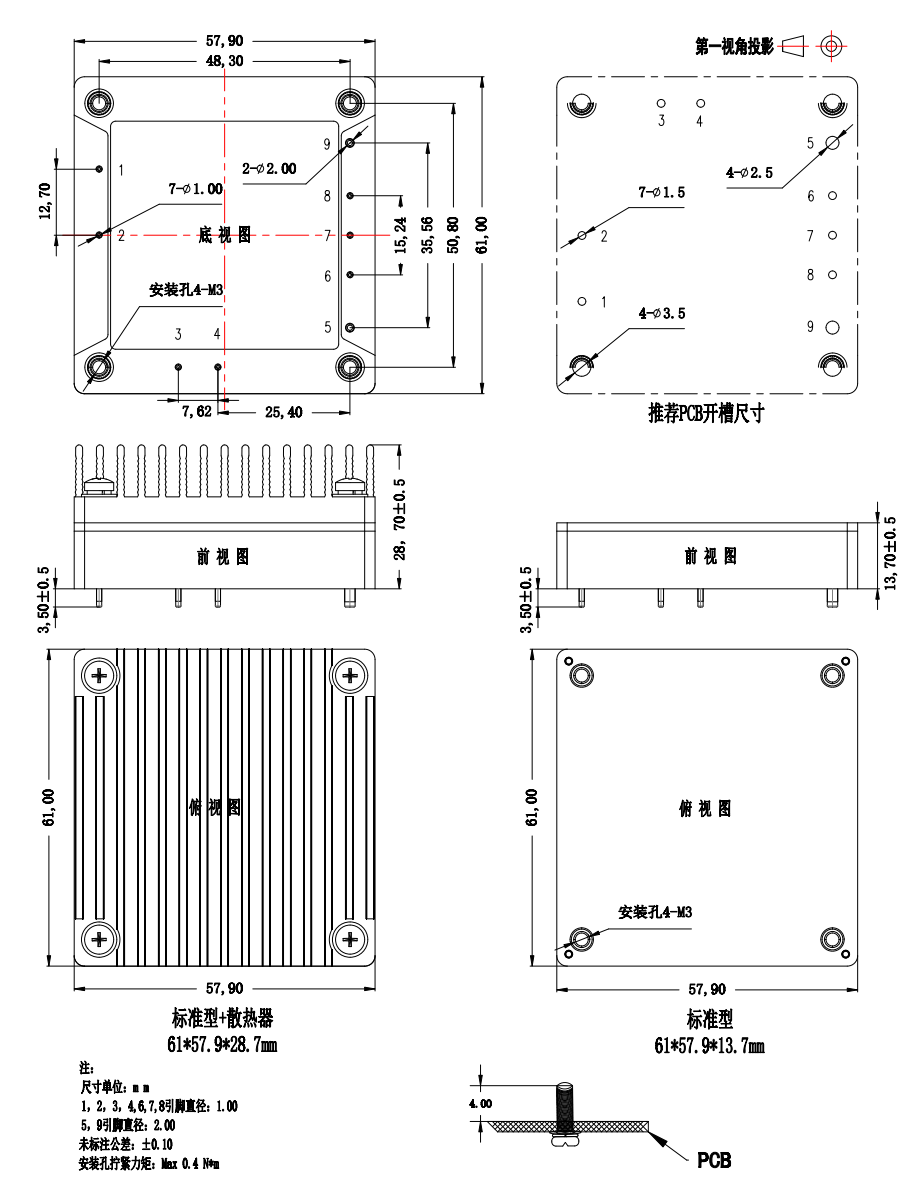 57,90
48,30
第一视角投影
9
2-∅2.00
1
8
7-∅1.00
12,70
2
底 视 图
7
15,24
35,56
50,80
61,00
6
安装孔4-M3
3
4
5
7,62
25,40
3
4
5
4-∅2.5
7-∅1.5
6
2
7
8
1
4-∅3.5
9
推荐PCB开槽尺寸
前 视 图
28, 70±0.5
3,50±0.5
前 视 图
13,70±0.5
3,50±0.5
61,00
俯 视 图
57,90
标准型+散热器
61*57.9*28.7mm
61,00
俯 视 图
安装孔4-M3
57,90
标准型
61*57.9*13.7mm
注:
尺寸单位: m m
1, 2, 3, 4,6,7,8引脚直径: 1.00
5, 9引脚直径: 2.00
未标注公差: ±0.10
安装孔拧紧力矩: Max 0.4 N*m
4.00
PCB